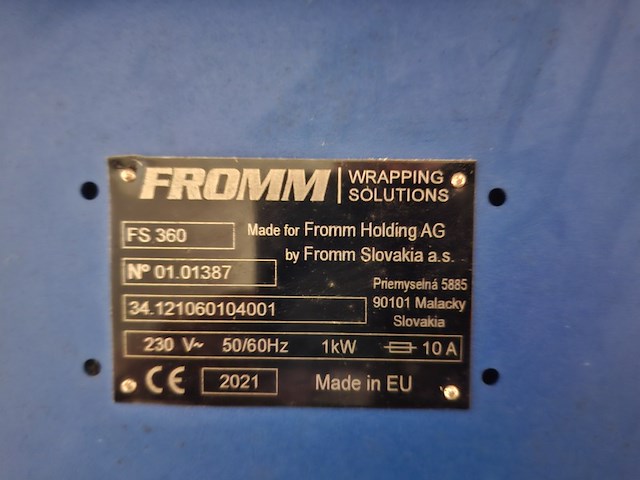 FROMM
WRAPPING
SOLUTIONS
FS 360
Made for Fromm Holding AG
by Fromm Slovakia a.s.
Nº 01.01387
Priemyselná 5885
34.121060104001
90101 Malacky
Slovakia
230 V~ 50/60Hz 1kW 10 A
CE 2021 Made in EU